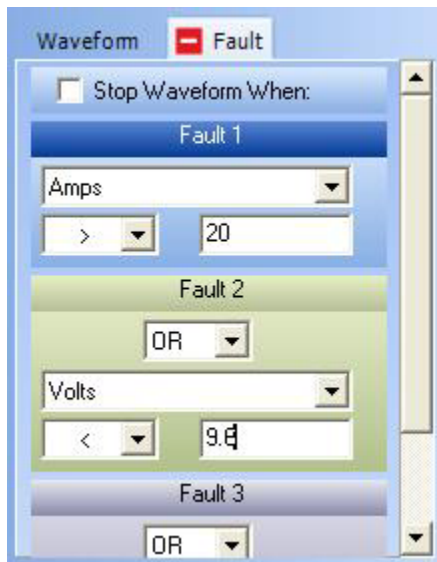 Waveform Fault
Stop Waveform When:
Fault 1
Amps
> 20
Fault 2
OR
Volts
< 9.6
Fault 3
OR